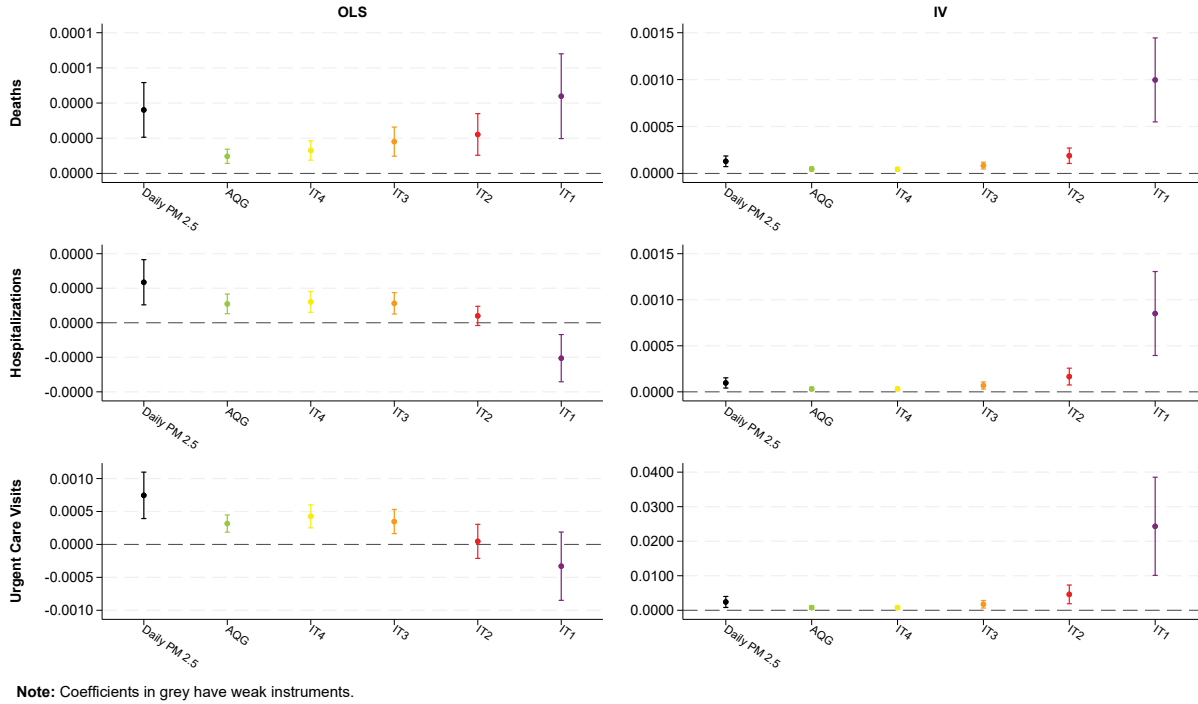 OLS
IV
Deaths
0.0001
0.0001
0.0000
0.0000
0.0000
Daily PM 2.5
AQG
IT4
IT3
IT2
IT1
0.0015
0.0010
0.0005
0.0000
Daily PM 2.5
AQG
IT4
IT3
IT2
IT1
Hospitalizations
0.0000
0.0000
0.0000
-0.0000
-0.0000
Daily PM 2.5
AQG
IT4
IT3
IT2
IT1
0.0015
0.0010
0.0005
0.0000
Daily PM 2.5
AQG
IT4
IT3
IT2
IT1
Urgent Care Visits
0.0010
0.0005
0.0000
-0.0005
-0.0010
Daily PM 2.5
AQG
IT4
IT3
IT2
IT1
0.0400
0.0300
0.0200
0.0100
0.0000
Daily PM 2.5
AQG
IT4
IT3
IT2
IT1
Note: Coefficients in grey have weak instruments.